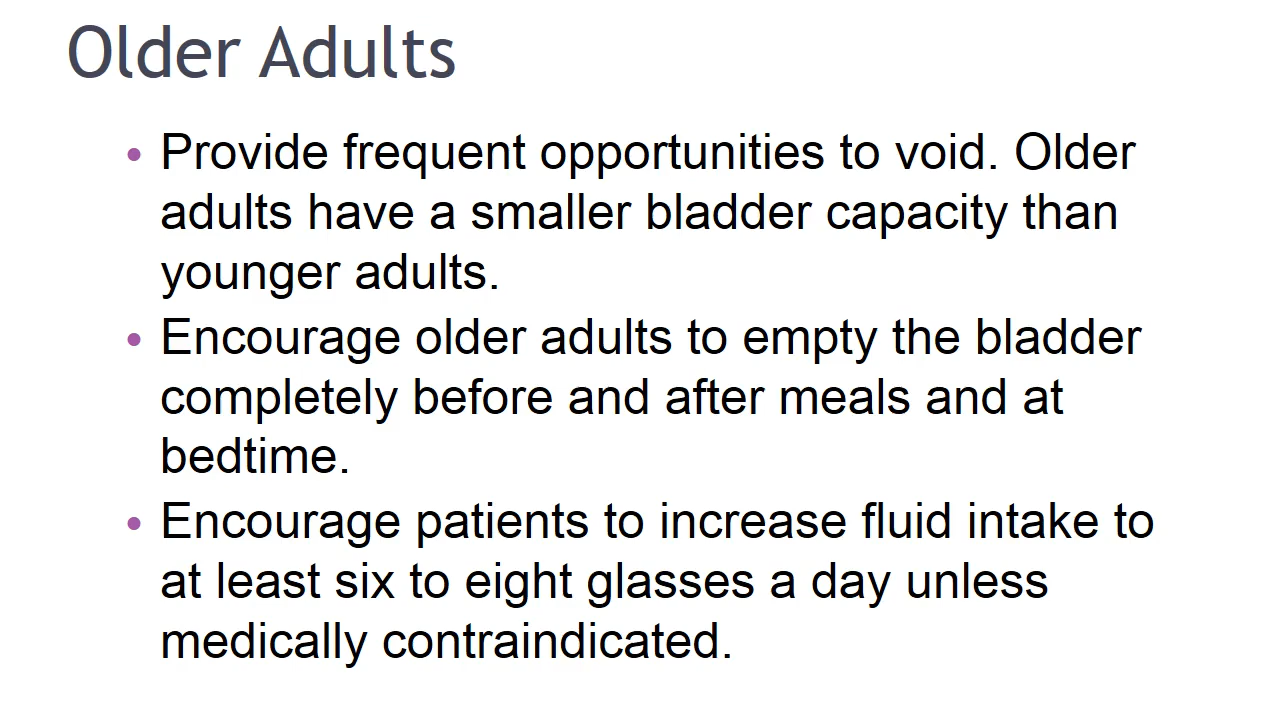 Older Adults
• Provide frequent opportunities to void. Older
adults have a smaller bladder capacity than
younger adults.
• Encourage older adults to empty the bladder
completely before and after meals and at
bedtime.
• Encourage patients to increase fluid intake to
at least six to eight glasses a day unless
medically contraindicated.